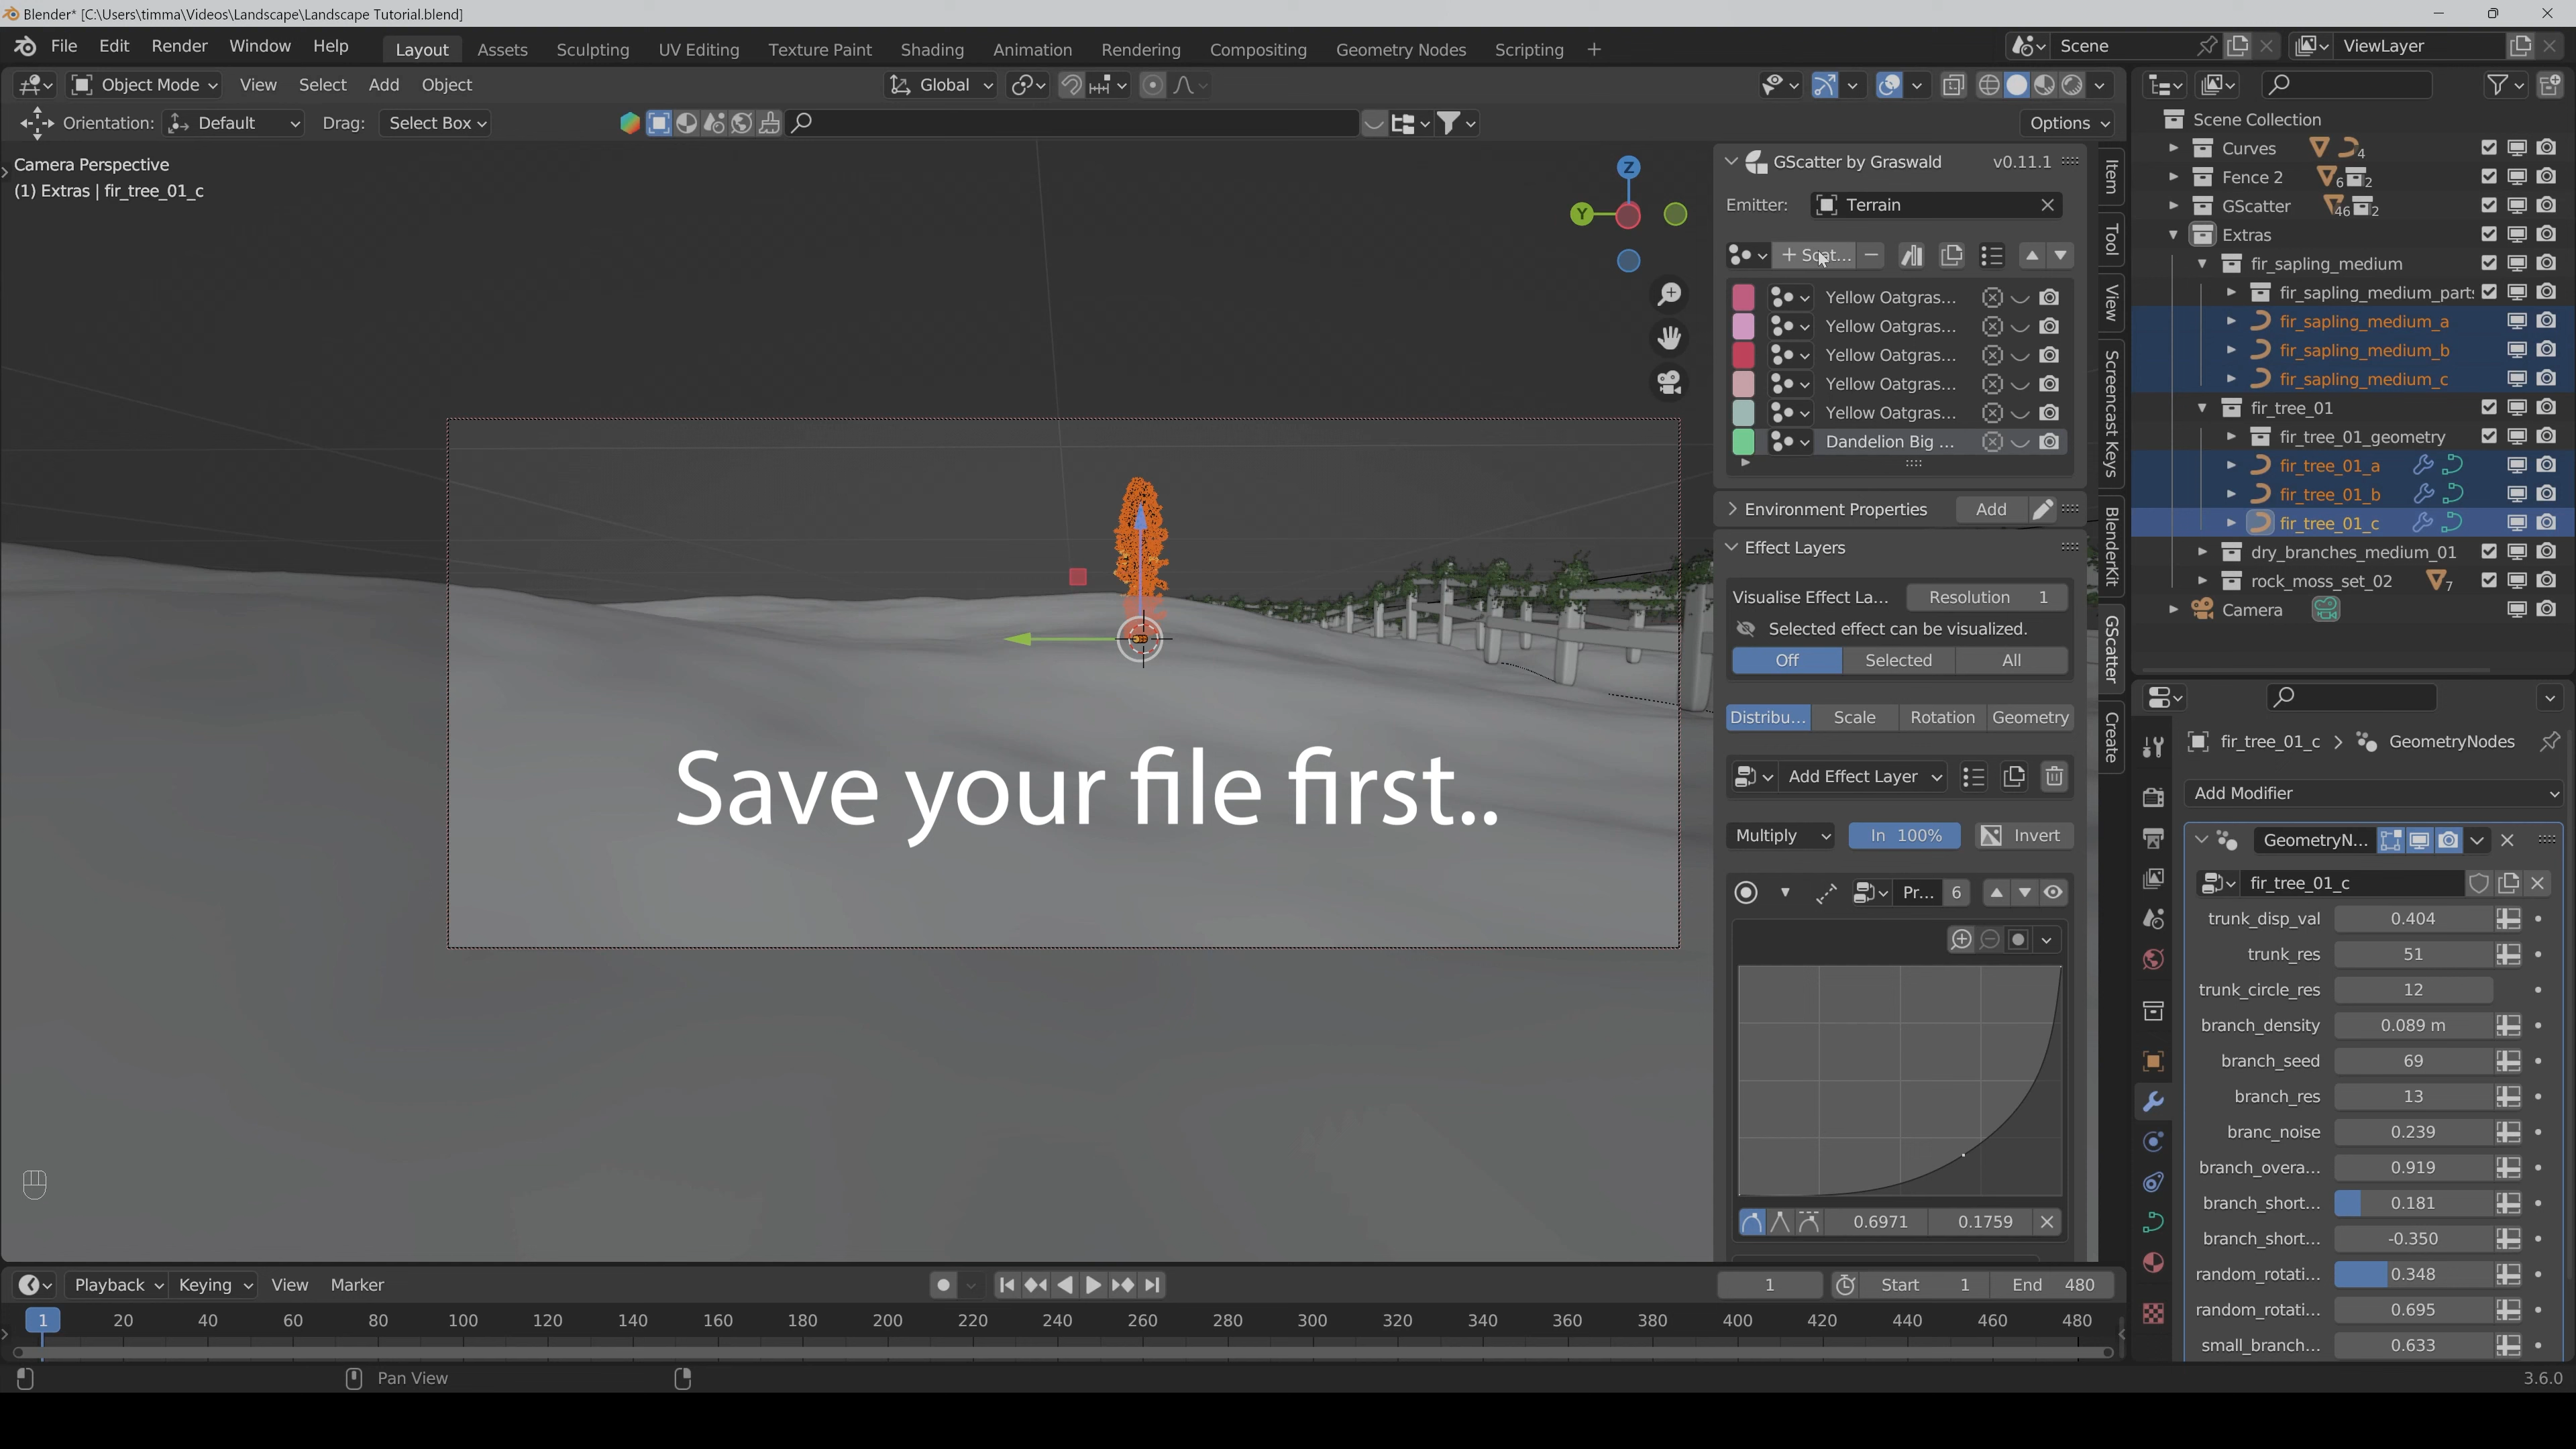 Blender* [C:\Users\timma\Videos\Landscape\Landscape Tutorial.blend]
File Edit Render Window Help Layout Assets Sculpting UV Editing Texture Paint Shading Animation Rendering Compositing Geometry Nodes Scripting + Scene ViewLayer
Object Mode View Select Add Object Global
Orientation: Default Drag: Select Box Options
Camera Perspective
(1) Extras | fir_tree_01_c
Z
Y
GScatter by Graswald v0.11.1
Emitter: Terrain
+ Scat...
Yellow Oatgras...
Yellow Oatgras...
Yellow Oatgras...
Yellow Oatgras...
Yellow Oatgras...
Dandelion Big ...
Environment Properties Add
Effect Layers
Visualise Effect La... Resolution 1
Selected effect can be visualized.
Off Selected All
Distribu... Scale Rotation Geometry
Add Effect Layer
Multiply In 100% Invert
Pr... 6
0.6971 0.1759
Item
Tool
View
Screencast Keys
BlenderKit
GScatter
Create
Save your file first..
Scene Collection
Curves 4
Fence 2 6 2
GScatter 46 2
Extras
fir_sapling_medium
fir_sapling_medium_part
fir_sapling_medium_a
fir_sapling_medium_b
fir_sapling_medium_c
fir_tree_01
fir_tree_01_geometry
fir_tree_01_a
fir_tree_01_b
fir_tree_01_c
dry_branches_medium_01
rock_moss_set_02 7
Camera
fir_tree_01_c > GeometryNodes
Add Modifier
GeometryN...
fir_tree_01_c
trunk_disp_val 0.404
trunk_res 51
trunk_circle_res 12
branch_density 0.089 m
branch_seed 69
branch_res 13
branc_noise 0.239
branch_overa... 0.919
branch_short... 0.181
branch_short... -0.350
random_rotati... 0.348
random_rotati... 0.695
small_branch... 0.633
Playback Keying View Marker 1 Start 1 End 480
1 20 40 60 80 100 120 140 160 180 200 220 240 260 280 300 320 340 360 380 400 420 440 460 480
Pan View 3.6.0